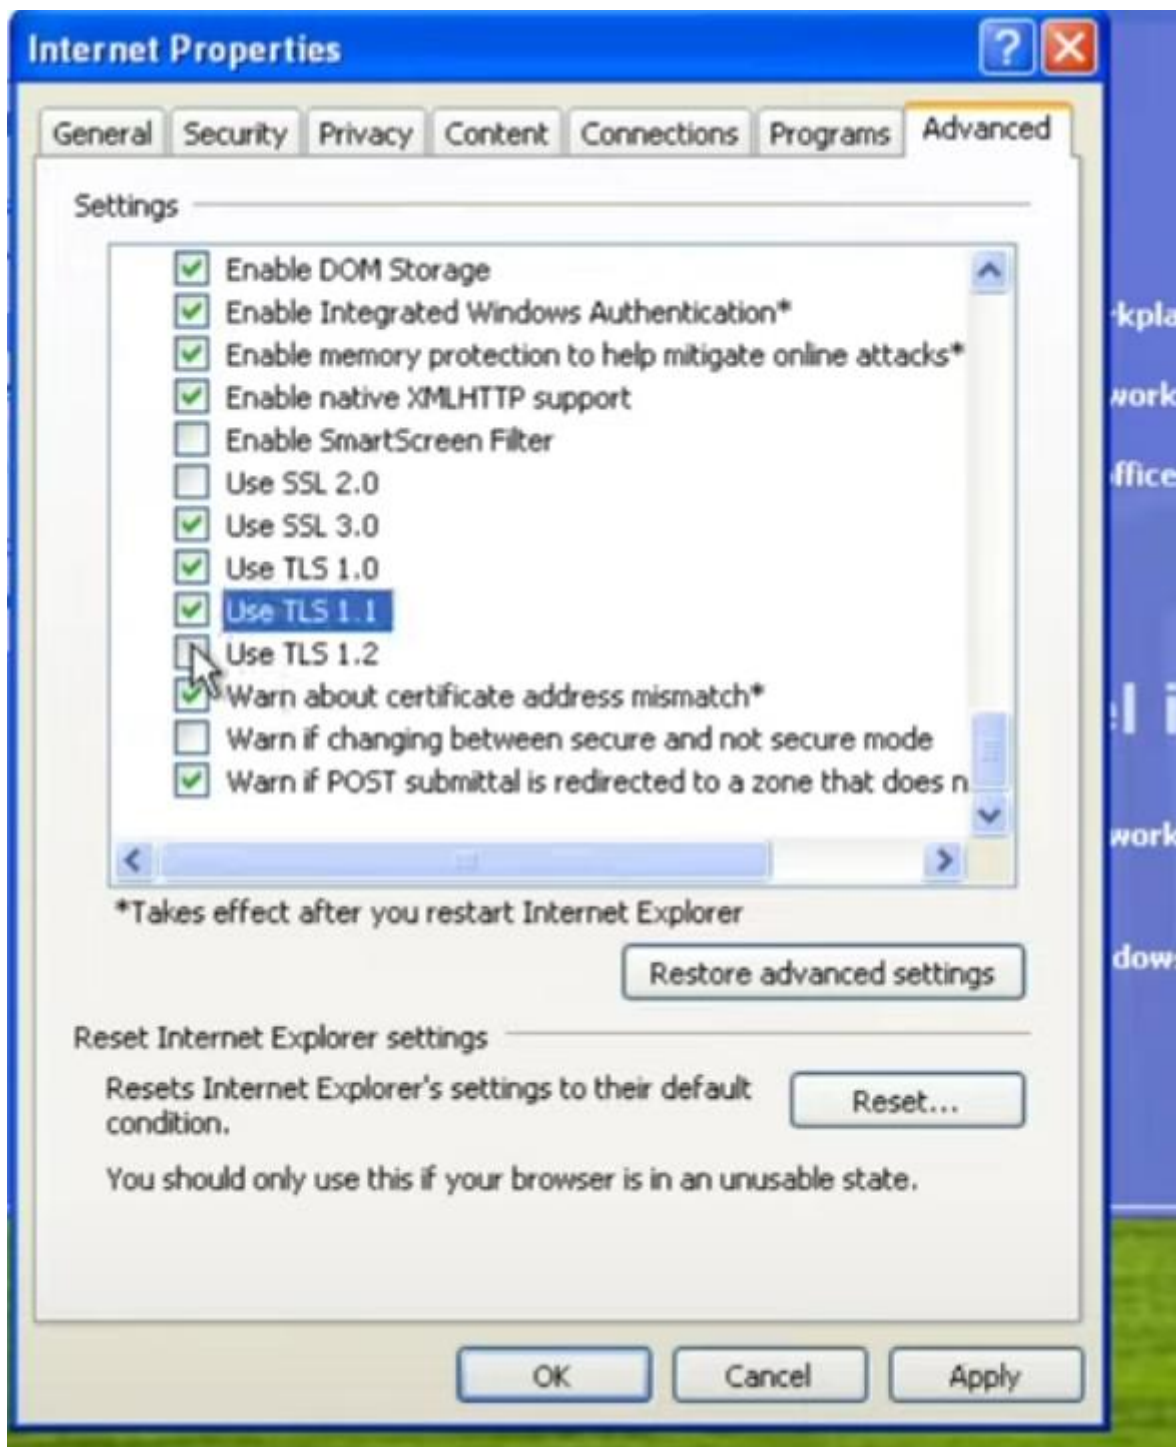 Internet Properties
General Security Privacy Content Connections Programs Advanced
Settings
Enable DOM Storage
Enable Integrated Windows Authentication*
Enable memory protection to help mitigate online attacks*
Enable native XMLHTTP support
Enable SmartScreen Filter
Use SSL 2.0
Use SSL 3.0
Use TLS 1.0
Use TLS 1.1
Use TLS 1.2
Warn about certificate address mismatch*
Warn if changing between secure and not secure mode
Warn if POST submittal is redirected to a zone that does n
*Takes effect after you restart Internet Explorer
Restore advanced settings
Reset Internet Explorer settings
Resets Internet Explorer's settings to their default
condition.
Reset...
You should only use this if your browser is in an unusable state.
OK Cancel Apply
work
office
work